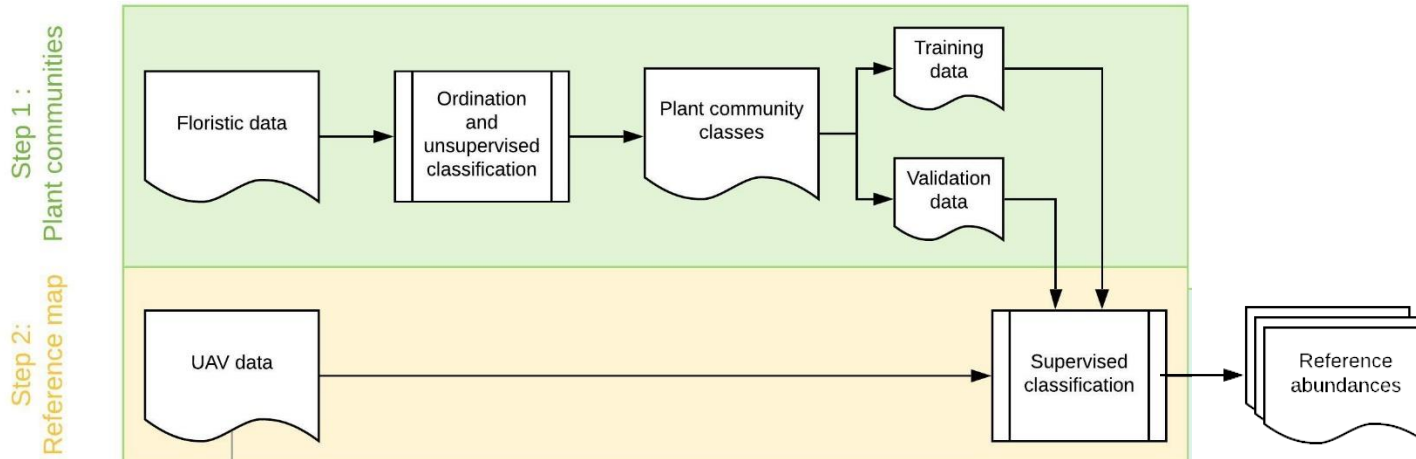 Step 1 :
Plant communities
Floristic data
Ordination
and
unsupervised
classification
Plant community
classes
Training
data
Validation
data
Step 2:
Reference map
UAV data
Supervised
classification
Reference
abundances